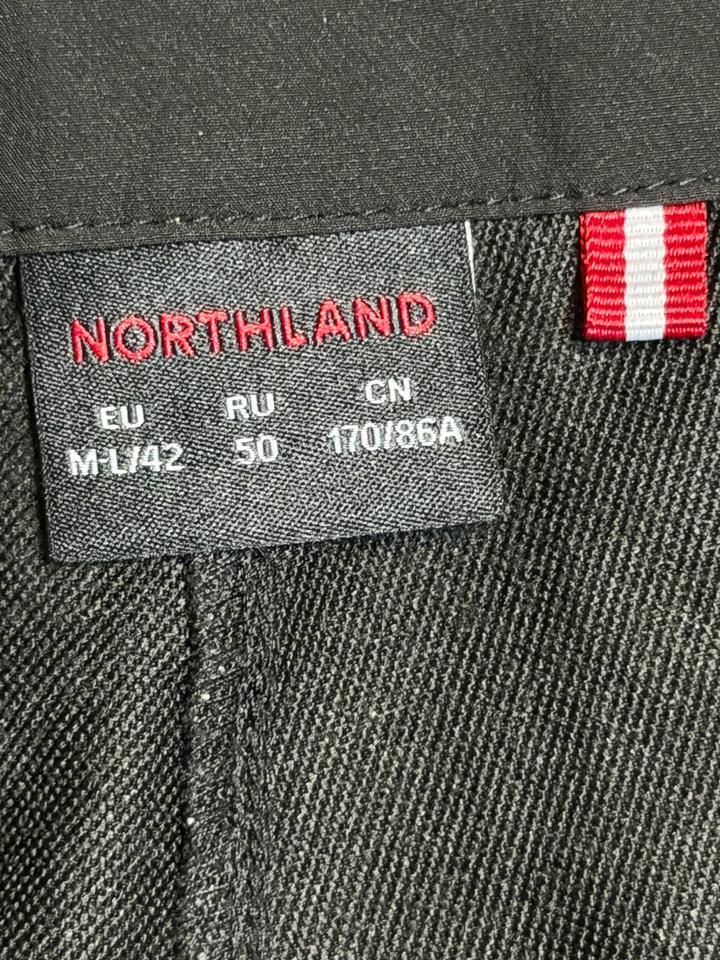 NORTHLAND
EU RU CN
M-L/42 50 170/86A